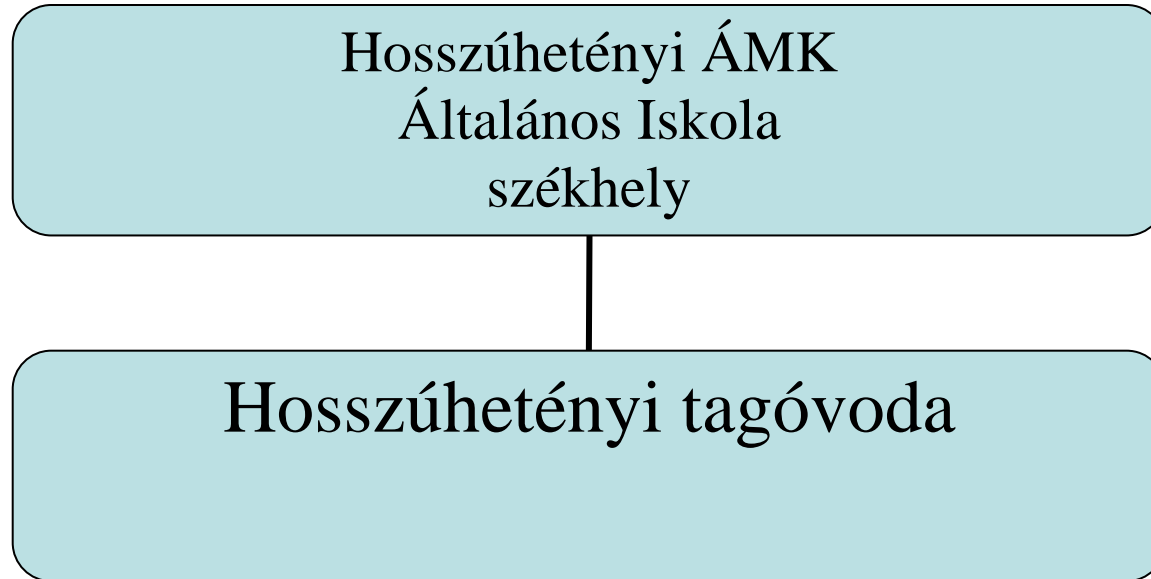 Hosszúhetényi ÁMK
Általános Iskola
székhely
Hosszúhetényi tagóvoda